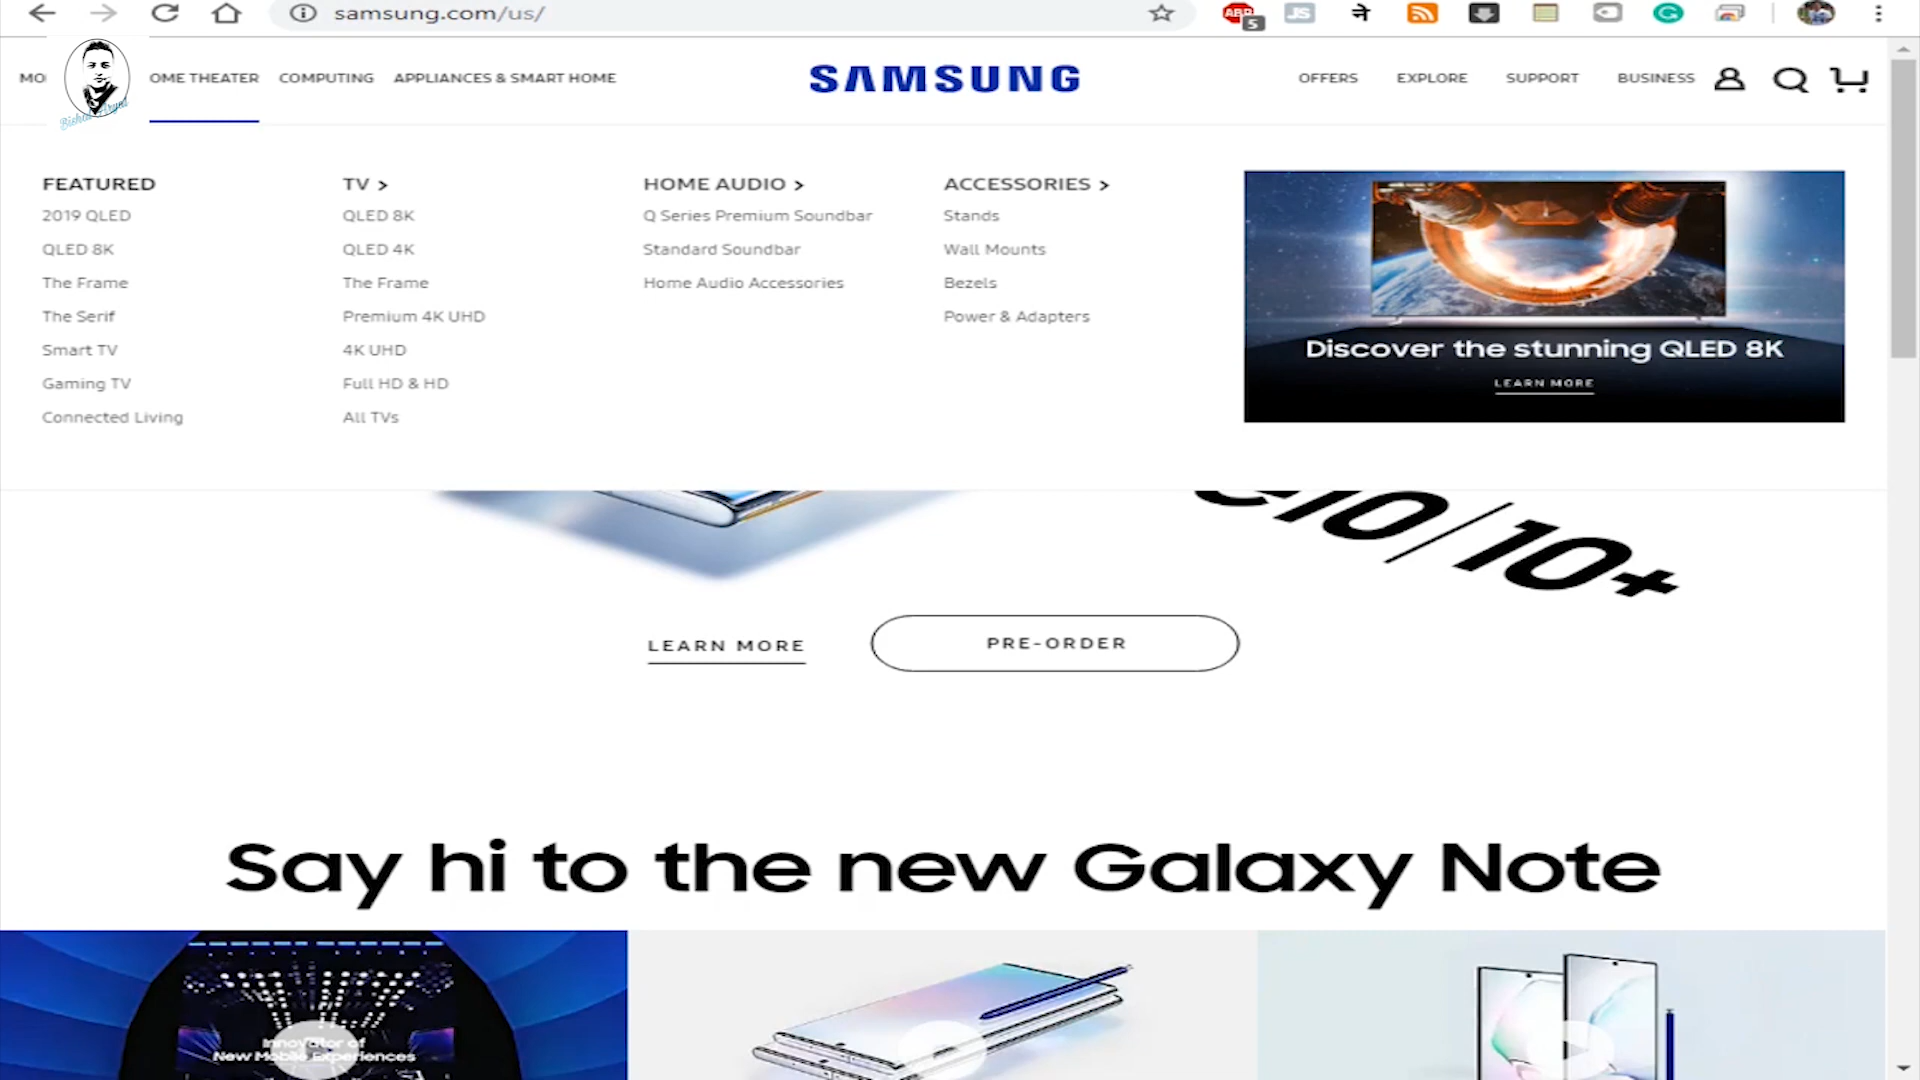 samsung.com/us/
ABP
5
JS
ने
G
MO
OME THEATER
COMPUTING
APPLIANCES & SMART HOME
SAMSUNG
OFFERS
EXPLORE
SUPPORT
BUSINESS
FEATURED
2019 QLED
QLED 8K
The Frame
The Serif
Smart TV
Gaming TV
Connected Living
TV >
QLED 8K
QLED 4K
The Frame
Premium 4K UHD
4K UHD
Full HD & HD
All TVs
HOME AUDIO >
Q Series Premium Soundbar
Standard Soundbar
Home Audio Accessories
ACCESSORIES >
Stands
Wall Mounts
Bezels
Power & Adapters
Discover the stunning QLED 8K
LEARN MORE
10/10+
LEARN MORE
PRE-ORDER
Say hi to the new Galaxy Note
Innovator of
New Mobile Experiences